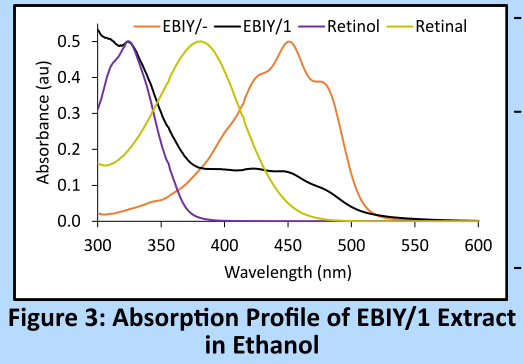 EBIY/- EBIY/1 Retinol Retinal
0.5
0.4
0.3
0.2
0.1
0.0
Absorbance (au)
300 350 400 450 500 550 600
Wavelength (nm)
Figure 3: Absorption Profile of EBIY/1 Extract
in Ethanol